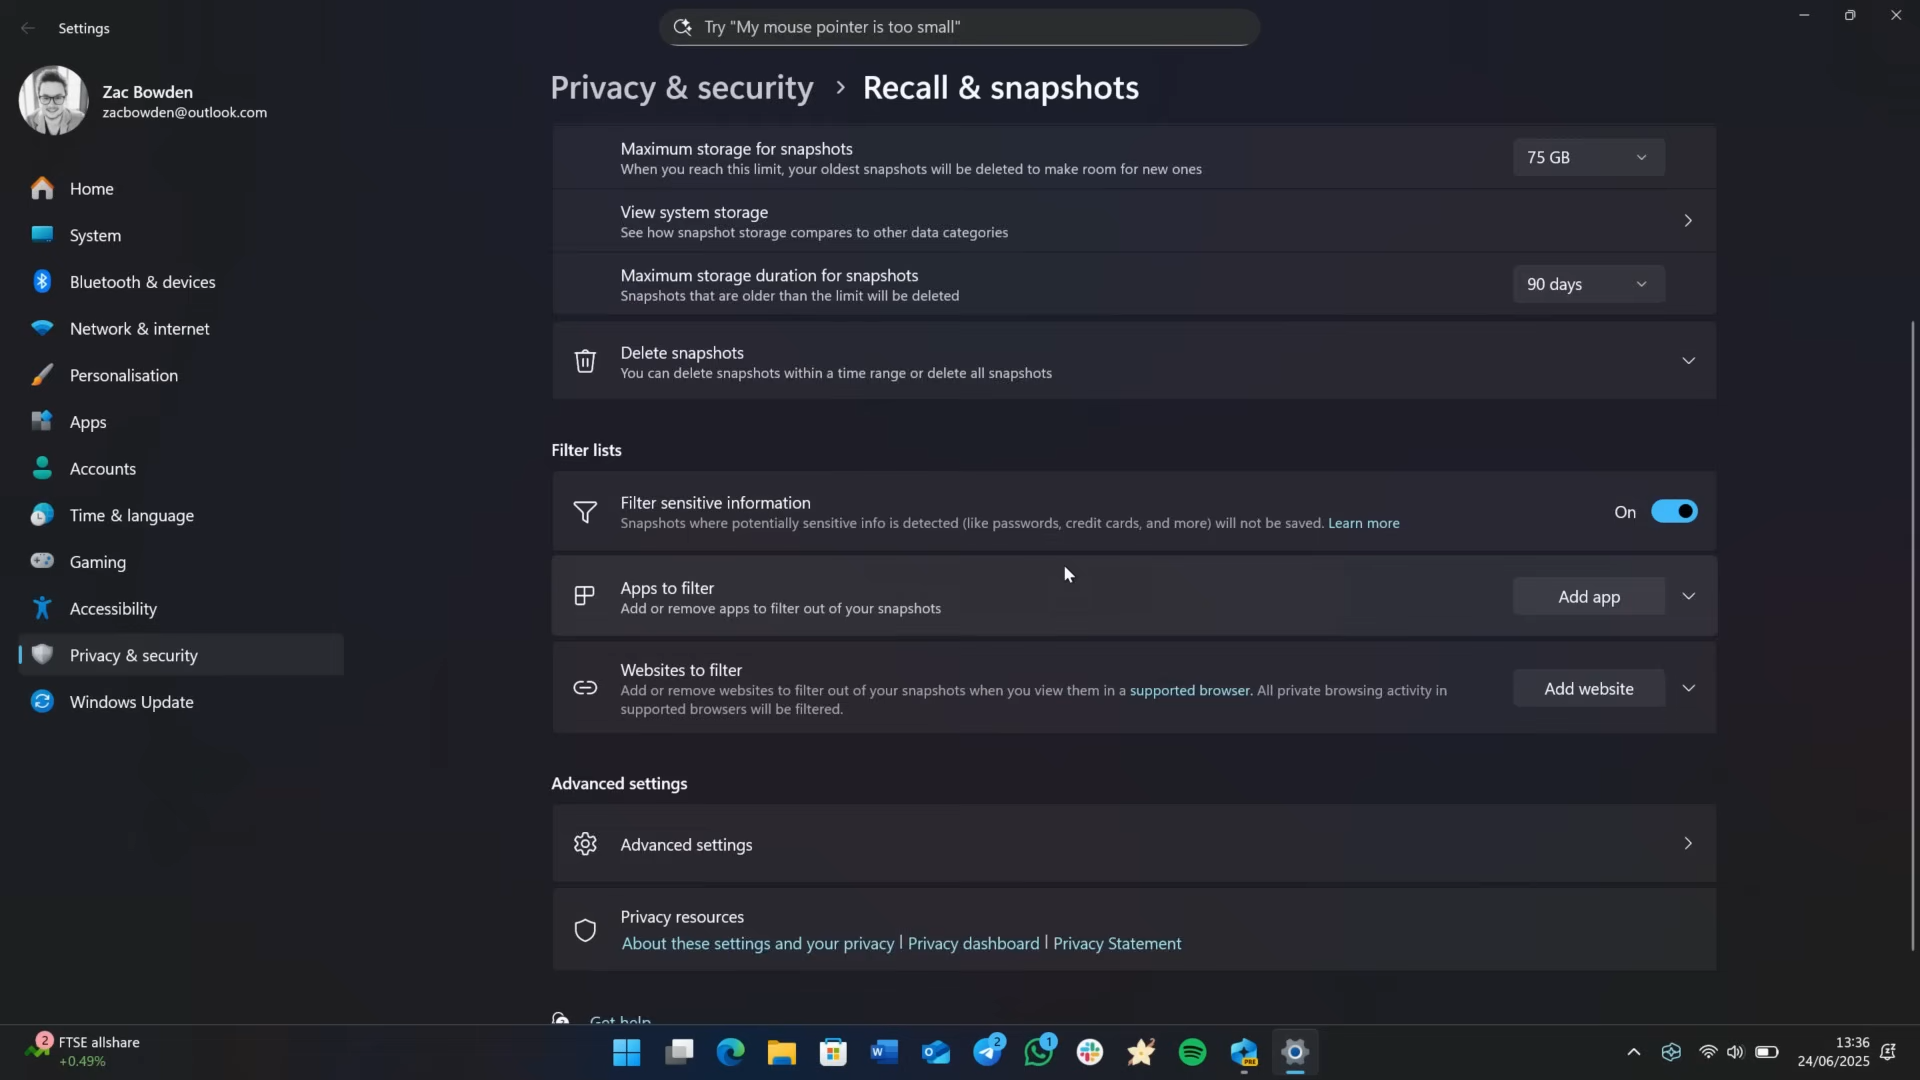 Settings
Try "My mouse pointer is too small"
Zac Bowden
zacbowden@outlook.com
Home
System
Bluetooth & devices
Network & internet
Personalisation
Apps
Accounts
Time & language
Gaming
Accessibility
Privacy & security
Windows Update
Privacy & security > Recall & snapshots
Maximum storage for snapshots
When you reach this limit, your oldest snapshots will be deleted to make room for new ones
75 GB
View system storage
See how snapshot storage compares to other data categories
Maximum storage duration for snapshots
Snapshots that are older than the limit will be deleted
90 days
Delete snapshots
You can delete snapshots within a time range or delete all snapshots
Filter lists
Filter sensitive information
Snapshots where potentially sensitive info is detected (like passwords, credit cards, and more) will not be saved. Learn more
On
Apps to filter
Add or remove apps to filter out of your snapshots
Add app
Websites to filter
Add or remove websites to filter out of your snapshots when you view them in a supported browser. All private browsing activity in
supported browsers will be filtered.
Add website
Advanced settings
Advanced settings
Privacy resources
About these settings and your privacy | Privacy dashboard | Privacy Statement
Get help
2
FTSE allshare
+0.49%
W
O
2
1
PRE
13:36
24/06/2025